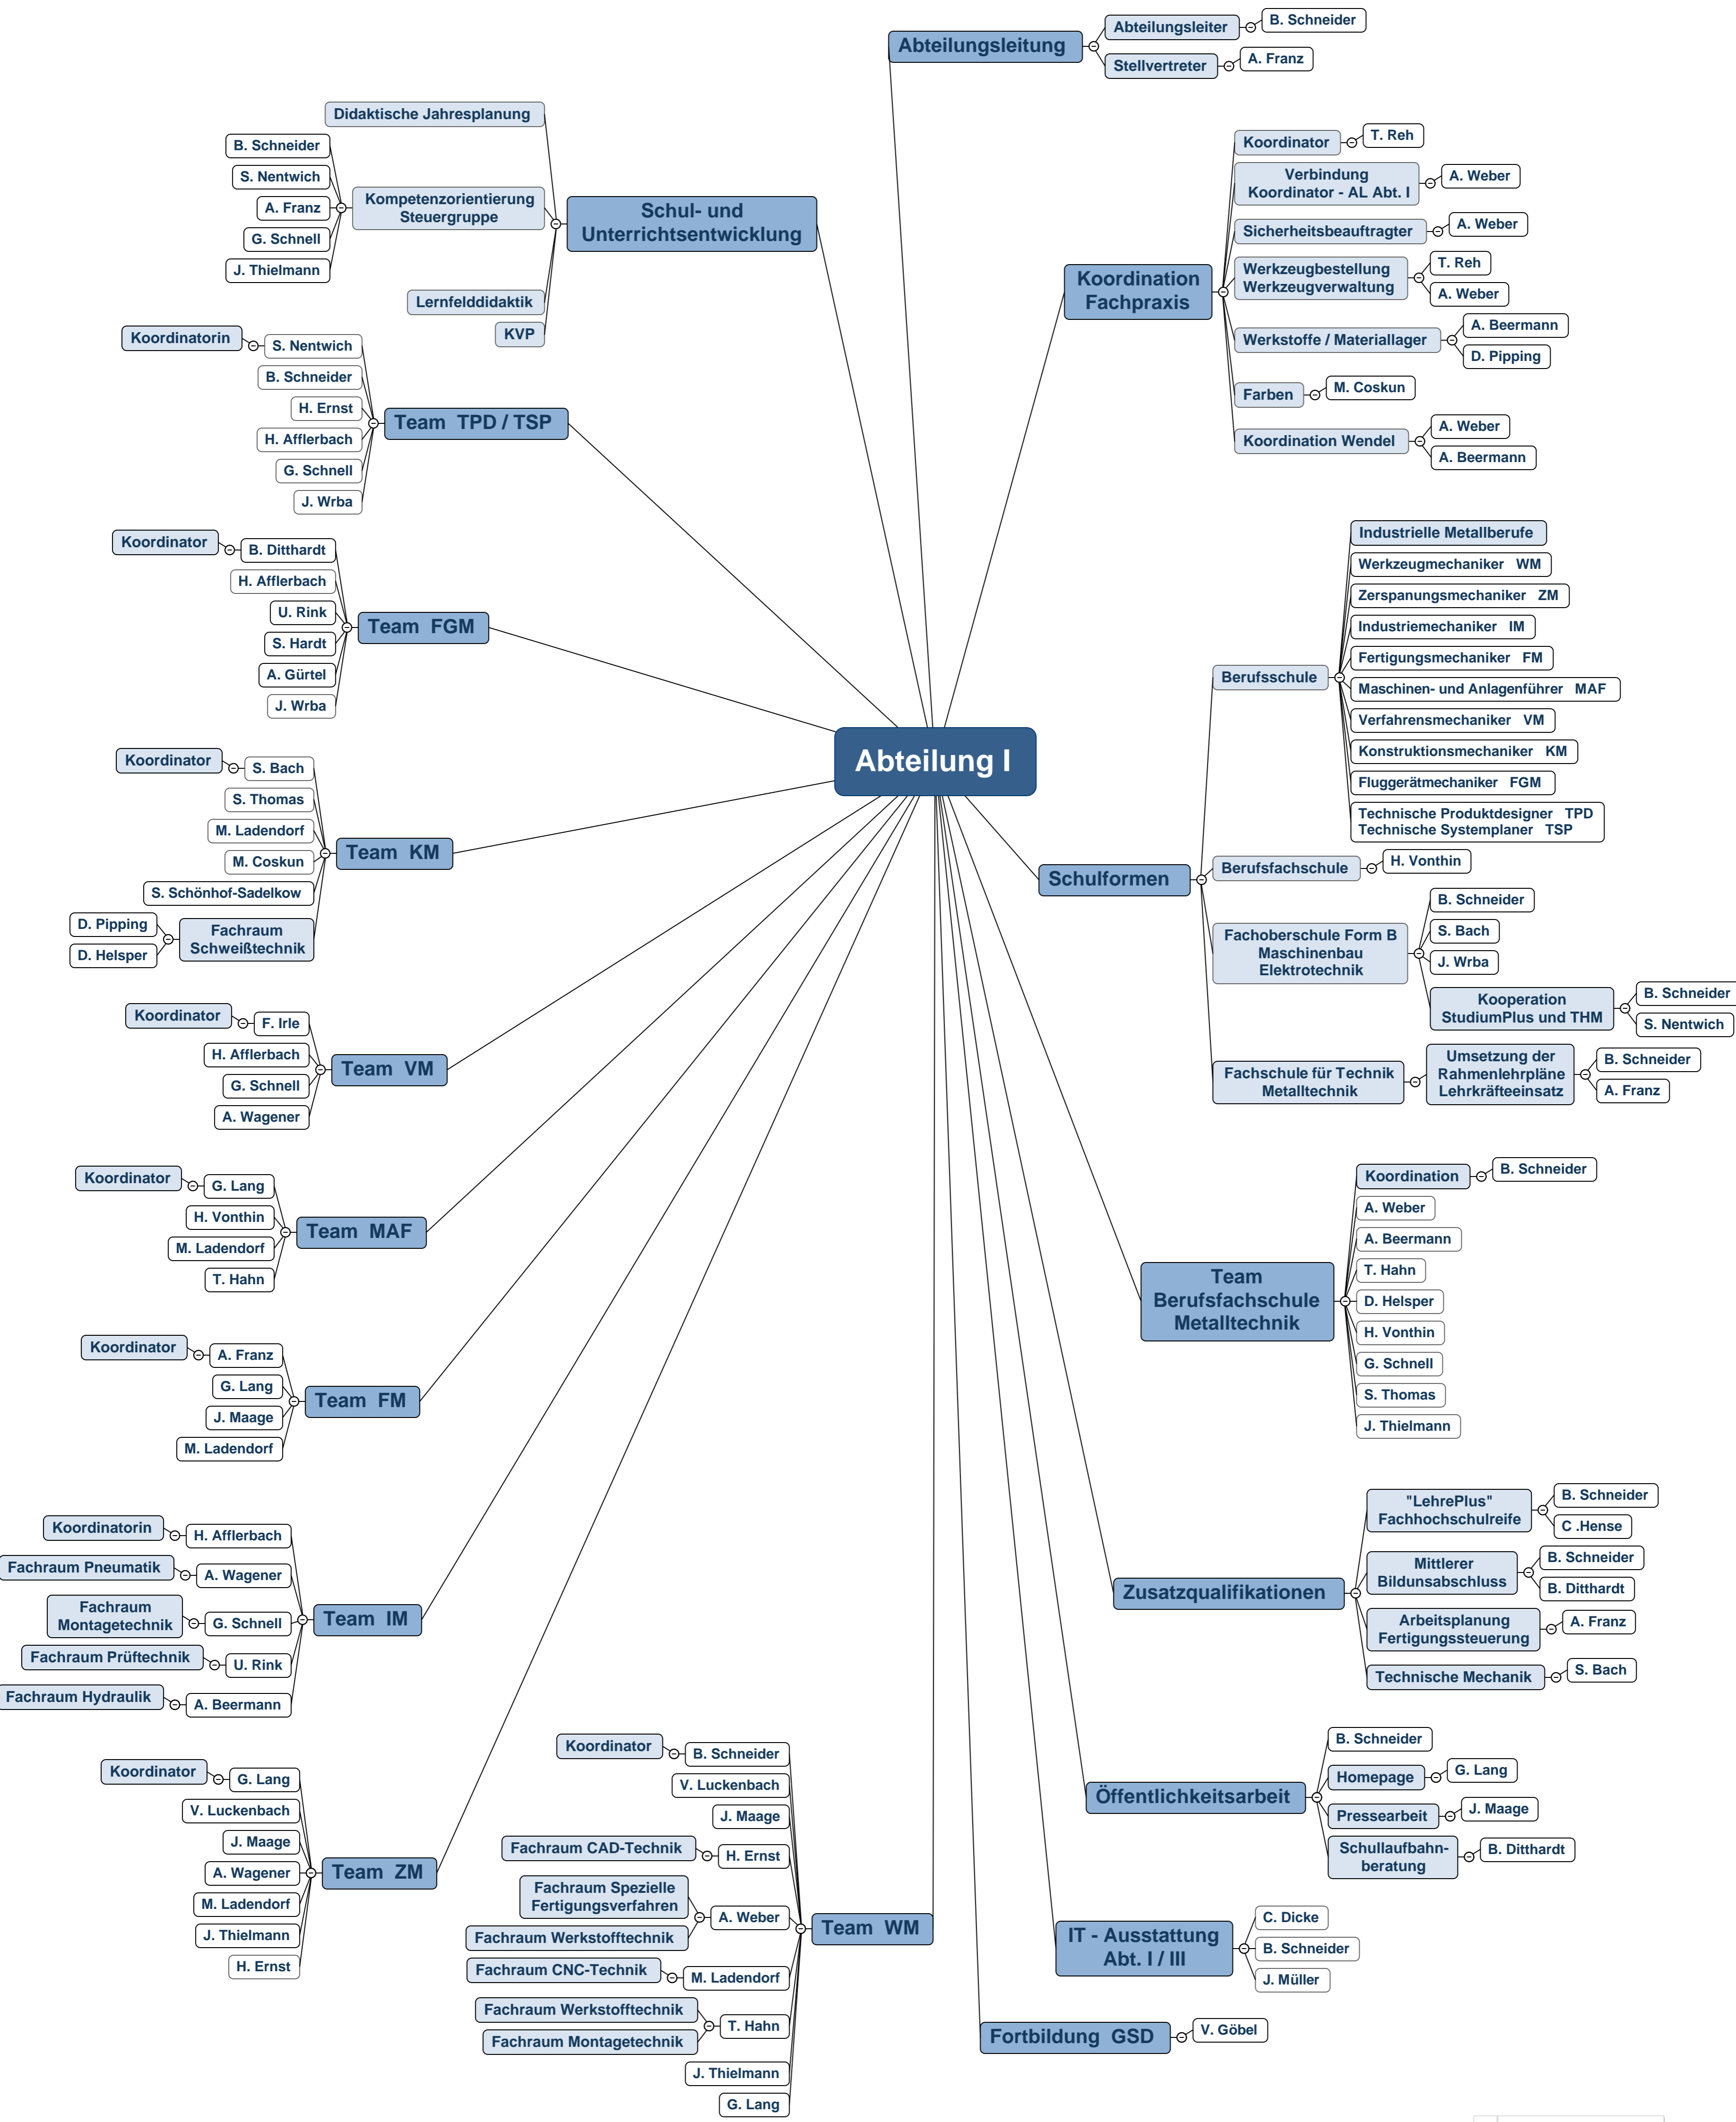 Abteilung I
Abteilungsleitung
Abteilungsleiter
B. Schneider
Stellvertreter
A. Franz
Koordination
Fachpraxis
Koordinator
T. Reh
Verbindung
Koordinator - AL Abt. I
A. Weber
Sicherheitsbeauftragter
A. Weber
Werkzeugbestellung
Werkzeugverwaltung
T. Reh
A. Weber
Werkstoffe / Materiallager
A. Beermann
D. Pipping
Farben
M. Coskun
Koordination Wendel
A. Weber
A. Beermann
Schulformen
Berufsschule
Industrielle Metallberufe
Werkzeugmechaniker WM
Zerspanungsmechaniker ZM
Industriemechaniker IM
Fertigungsmechaniker FM
Maschinen- und Anlagenführer MAF
Verfahrensmechaniker VM
Konstruktionsmechaniker KM
Fluggerätmechaniker FGM
Technische Produktdesigner TPD
Technische Systemplaner TSP
Berufsfachschule
H. Vonthin
Fachoberschule Form B
Maschinenbau
Elektrotechnik
B. Schneider
S. Bach
J. Wrba
Kooperation
StudiumPlus und THM
B. Schneider
S. Nentwich
Fachschule für Technik
Metalltechnik
Umsetzung der
Rahmenlehrpläne
Lehrkräfteeinsatz
B. Schneider
A. Franz
Team
Berufsfachschule
Metalltechnik
Koordination
B. Schneider
A. Weber
A. Beermann
T. Hahn
D. Helsper
H. Vonthin
G. Schnell
S. Thomas
J. Thielmann
Zusatzqualifikationen
"LehrePlus"
Fachhochschulreife
B. Schneider
C .Hense
Mittlerer
Bildunsabschluss
B. Schneider
B. Ditthardt
Arbeitsplanung
Fertigungssteuerung
A. Franz
Technische Mechanik
S. Bach
Öffentlichkeitsarbeit
B. Schneider
Homepage
G. Lang
Pressearbeit
J. Maage
Schullaufbahn-
beratung
B. Ditthardt
IT - Ausstattung
Abt. I / III
C. Dicke
B. Schneider
J. Müller
Fortbildung GSD
V. Göbel
Schul- und
Unterrichtsentwicklung
Didaktische Jahresplanung
Kompetenzorientierung
Steuergruppe
B. Schneider
S. Nentwich
A. Franz
G. Schnell
J. Thielmann
Lernfelddidaktik
KVP
Team TPD / TSP
Koordinatorin
S. Nentwich
B. Schneider
H. Ernst
H. Afflerbach
G. Schnell
J. Wrba
Team FGM
Koordinator
B. Ditthardt
H. Afflerbach
U. Rink
S. Hardt
A. Gürtel
J. Wrba
Team KM
Koordinator
S. Bach
S. Thomas
M. Ladendorf
M. Coskun
S. Schönhof-Sadelkow
Fachraum
Schweißtechnik
D. Pipping
D. Helsper
Team VM
Koordinator
F. Irle
H. Afflerbach
G. Schnell
A. Wagener
Team MAF
Koordinator
G. Lang
H. Vonthin
M. Ladendorf
T. Hahn
Team FM
Koordinator
A. Franz
G. Lang
J. Maage
M. Ladendorf
Team IM
Koordinatorin
H. Afflerbach
Fachraum Pneumatik
A. Wagener
Fachraum
Montagetechnik
G. Schnell
Fachraum Prüftechnik
U. Rink
Fachraum Hydraulik
A. Beermann
Team ZM
Koordinator
G. Lang
V. Luckenbach
J. Maage
A. Wagener
M. Ladendorf
J. Thielmann
H. Ernst
Team WM
Koordinator
B. Schneider
V. Luckenbach
J. Maage
Fachraum CAD-Technik
H. Ernst
Fachraum Spezielle
Fertigungsverfahren
Fachraum Werkstofftechnik
A. Weber
Fachraum CNC-Technik
M. Ladendorf
Fachraum Werkstofftechnik
Fachraum Montagetechnik
T. Hahn
J. Thielmann
G. Lang